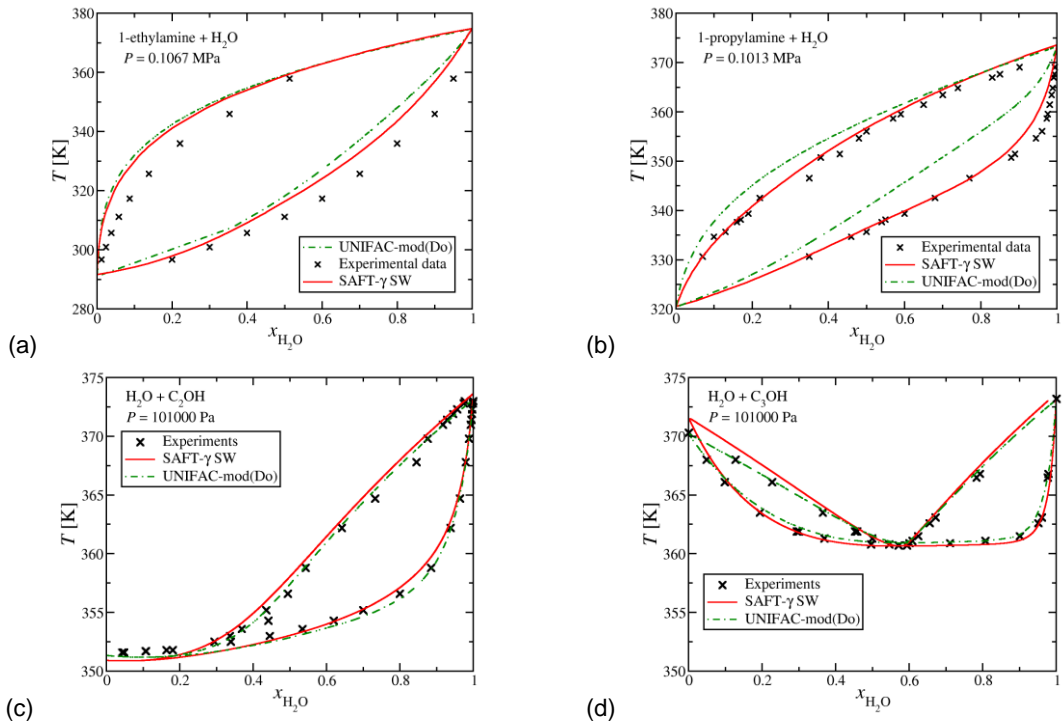 380
1-ethylamine + H₂O
P = 0.1067 MPa
360
T [K]
340
320
300
280
UNIFAC-mod(Do)
Experimental data
SAFT-γ SW
0 0.2 0.4 0.6 0.8 1
xH₂O
(a)
380
1-propylamine + H₂O
P = 0.1013 MPa
370
360
T [K]
350
340
330
320
Experimental data
SAFT-γ SW
UNIFAC-mod(Do)
0 0.2 0.4 0.6 0.8 1
xH₂O
(b)
375
H₂O + C₂OH
P = 101000 Pa
Experiments
SAFT-γ SW
UNIFAC-mod(Do)
370
365
T [K]
360
355
350
0 0.2 0.4 0.6 0.8 1
xH₂O
(c)
375
H₂O + C₃OH
P = 101000 Pa
370
365
T [K]
360
355
350
Experiments
SAFT-γ SW
UNIFAC-mod(Do)
0 0.2 0.4 0.6 0.8 1
xH₂O
(d)